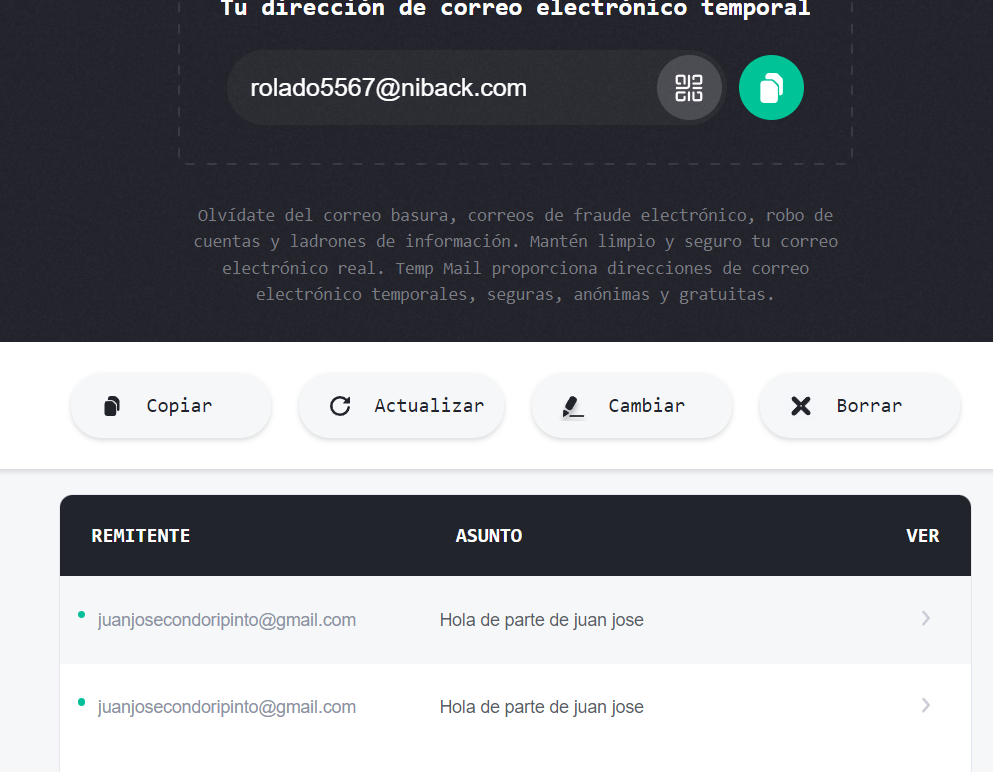 Tu dirección de correo electrónico temporal
rolado5567@niback.com
Olvídate del correo basura, correos de fraude electrónico, robo de
cuentas y ladrones de información. Mantén limpio y seguro tu correo
electrónico real. Temp Mail proporciona direcciones de correo
electrónico temporales, seguras, anónimas y gratuitas.
Copiar Actualizar Cambiar Borrar
REMITENTE ASUNTO VER
juanjosecondoripinto@gmail.com Hola de parte de juan jose
juanjosecondoripinto@gmail.com Hola de parte de juan jose